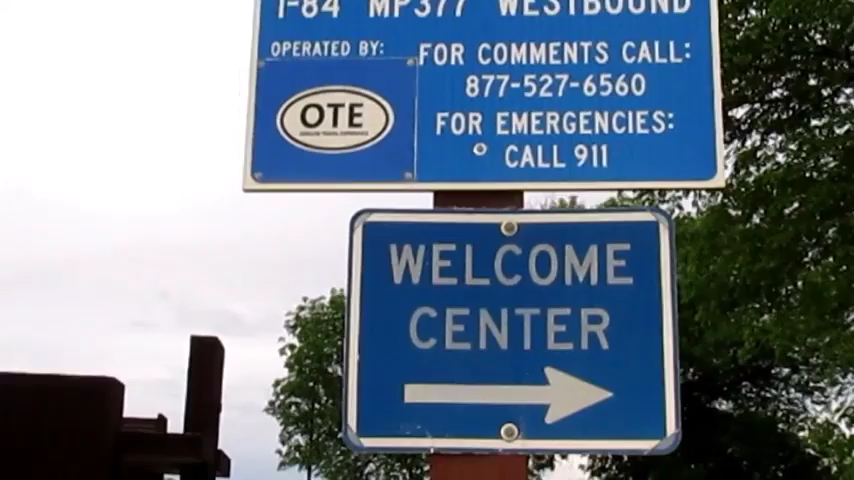 I-84 MP377 WESTBOUND
OPERATED BY:
OTE
FOR COMMENTS CALL:
877-527-6560
FOR EMERGENCIES:
CALL 911
WELCOME
CENTER